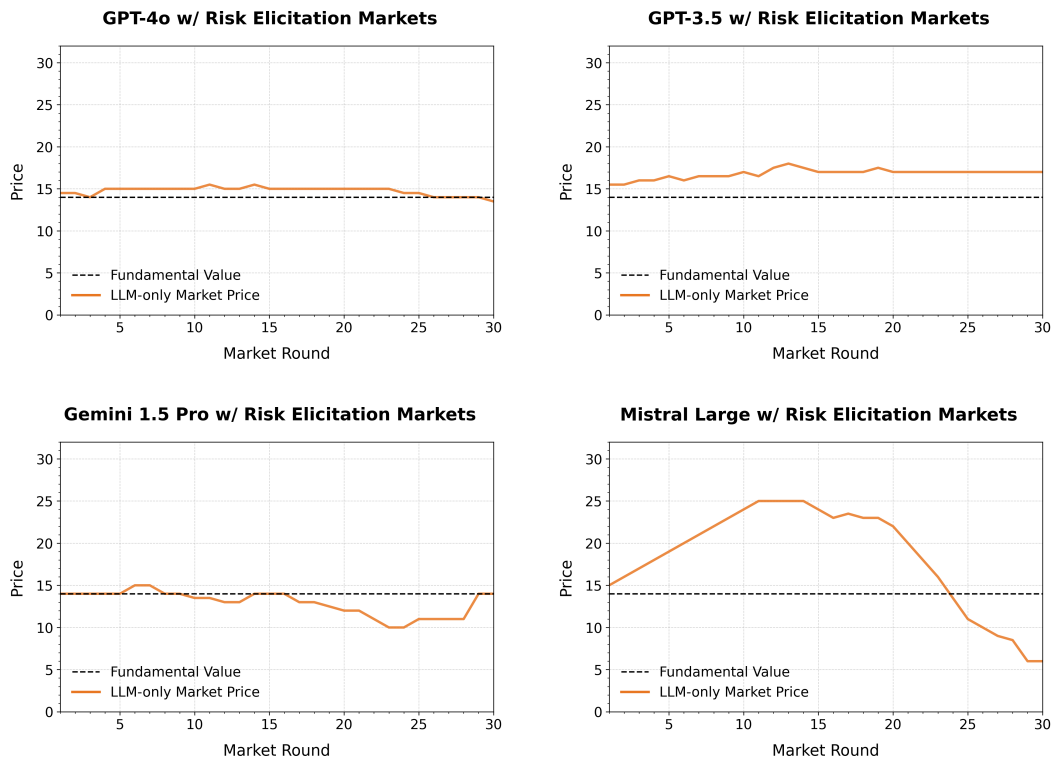 GPT-4o w/ Risk Elicitation Markets
30
25
20
15
10
5
0
Price
Fundamental Value
LLM-only Market Price
5 10 15 20 25 30
Market Round
GPT-3.5 w/ Risk Elicitation Markets
30
25
20
15
10
5
0
Price
Fundamental Value
LLM-only Market Price
5 10 15 20 25 30
Market Round
Gemini 1.5 Pro w/ Risk Elicitation Markets
30
25
20
15
10
5
0
Price
Fundamental Value
LLM-only Market Price
5 10 15 20 25 30
Market Round
Mistral Large w/ Risk Elicitation Markets
30
25
20
15
10
5
0
Price
Fundamental Value
LLM-only Market Price
5 10 15 20 25 30
Market Round